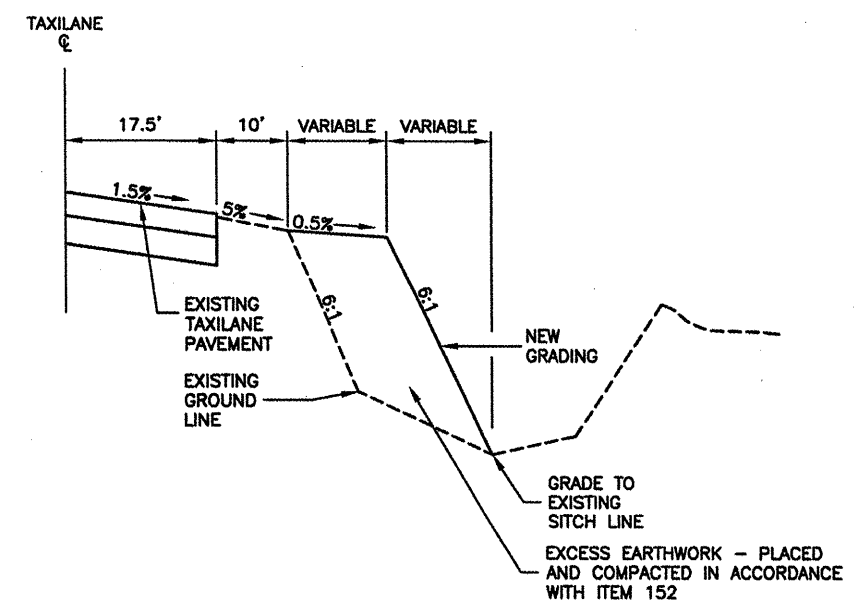 TAXILANE
℄
17.5'
10'
VARIABLE
VARIABLE
1.5%
5%
0.5%
6:1
6:1
EXISTING
TAXILANE
PAVEMENT
NEW
GRADING
EXISTING
GROUND
LINE
GRADE TO
EXISTING
SITCH LINE
EXCESS EARTHWORK – PLACED
AND COMPACTED IN ACCORDANCE
WITH ITEM 152